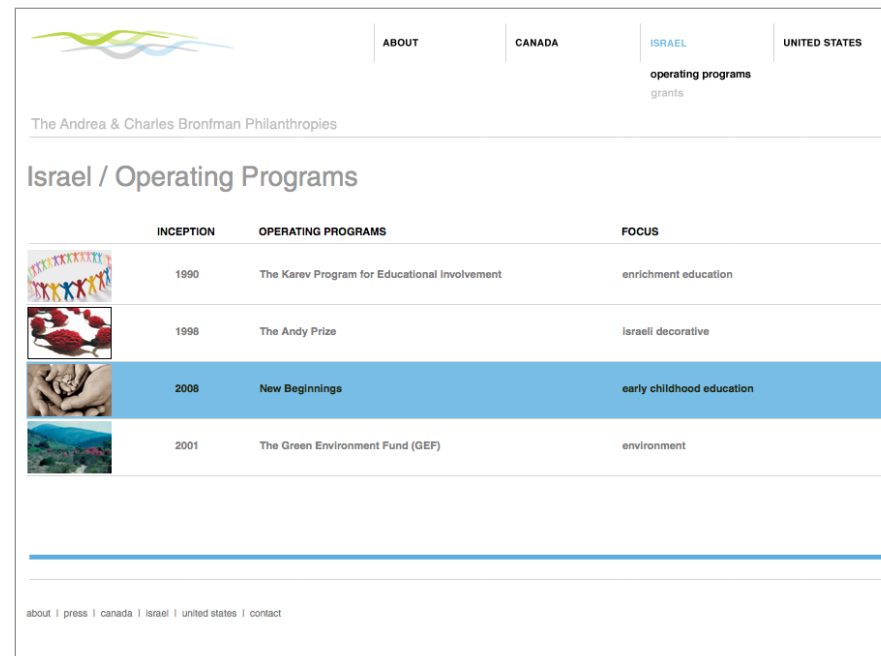 ABOUT CANADA ISRAEL UNITED STATES
operating programs
grants
The Andrea & Charles Bronfman Philanthropies
Israel / Operating Programs
INCEPTION OPERATING PROGRAMS FOCUS
1990 The Karev Program for Educational Involvement enrichment education
1998 The Andy Prize israeli decorative
2008 New Beginnings early childhood education
2001 The Green Environment Fund (GEF) environment
about | press | canada | israel | united states | contact